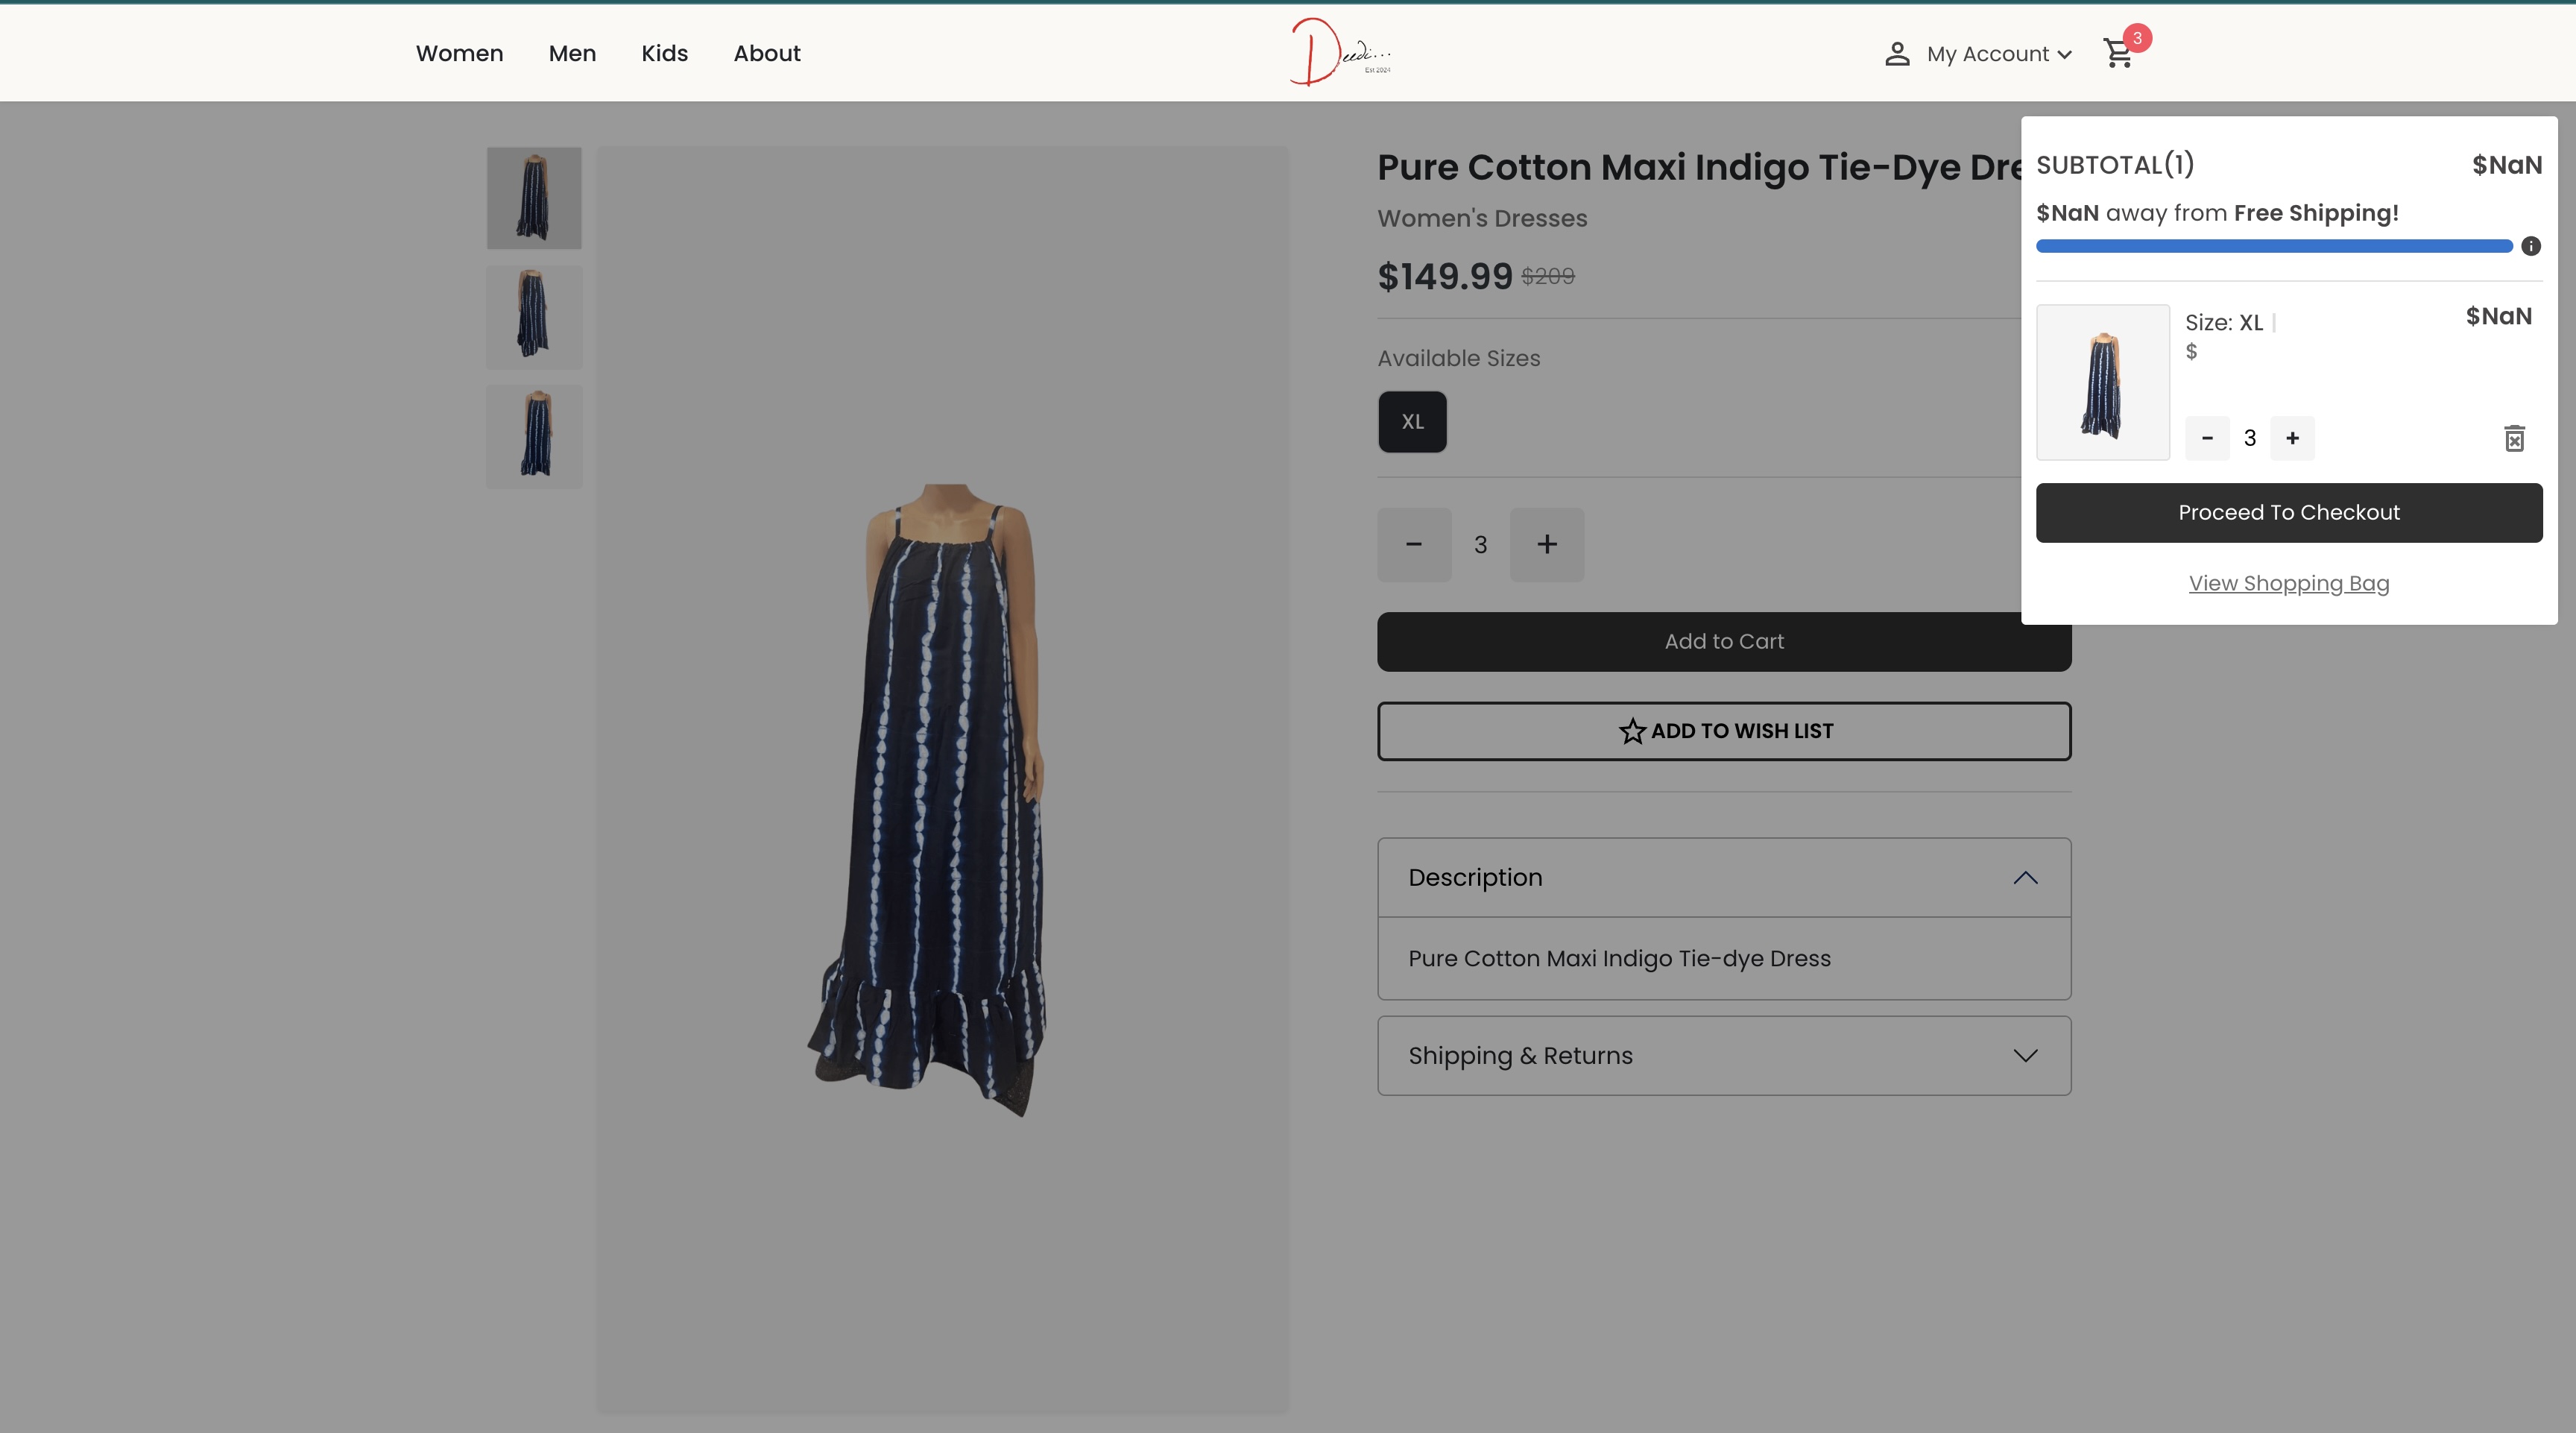 Women Men Kids About
Deedi...
Est 2024
My Account
3
Pure Cotton Maxi Indigo Tie-Dye Dre
Women's Dresses
$149.99 $209
Available Sizes
XL
- 3 +
Add to Cart
ADD TO WISH LIST
Description
Pure Cotton Maxi Indigo Tie-dye Dress
Shipping & Returns
SUBTOTAL(1) $NaN
$NaN away from Free Shipping!
i
Size: XL | $NaN
$
- 3 +
Proceed To Checkout
View Shopping Bag